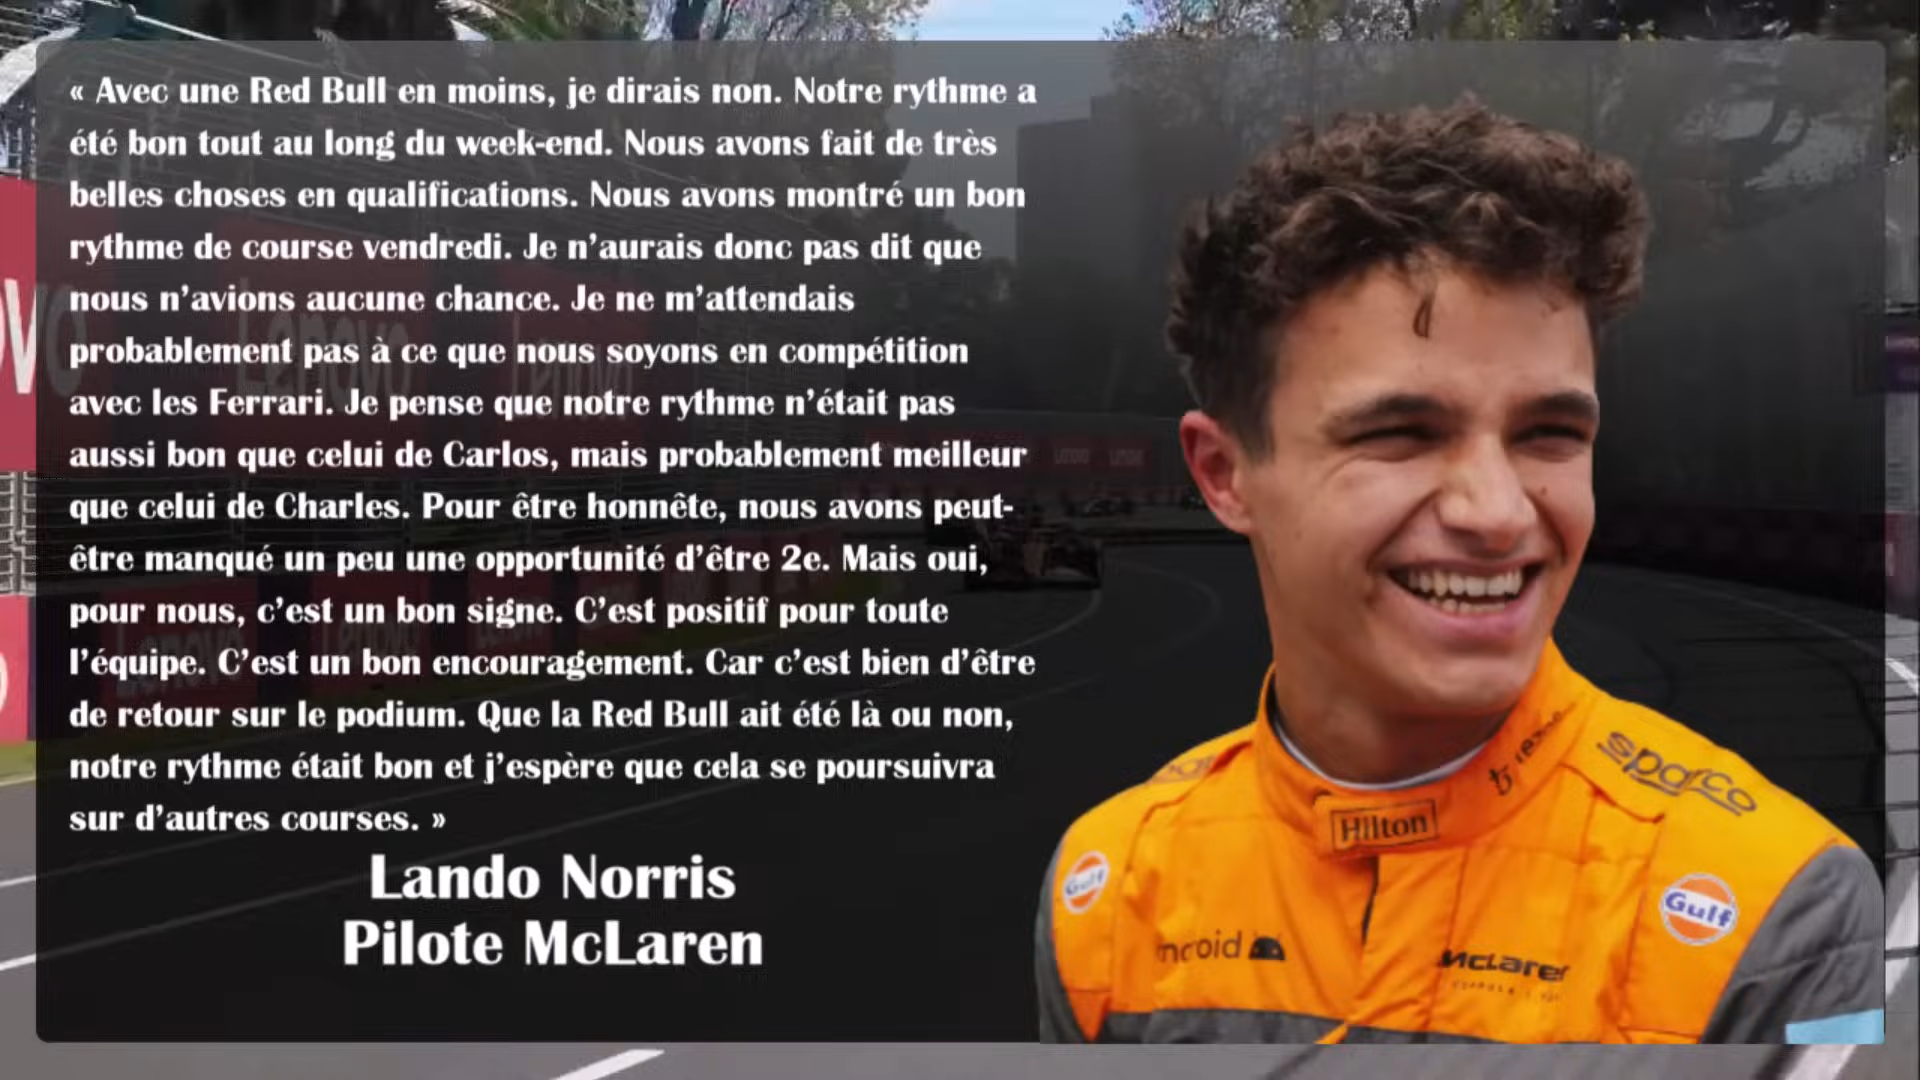 « Avec une Red Bull en moins, je dirais non. Notre rythme a
été bon tout au long du week-end. Nous avons fait de très
belles choses en qualifications. Nous avons montré un bon
rythme de course vendredi. Je n’aurais donc pas dit que
nous n’avions aucune chance. Je ne m’attendais
probablement pas à ce que nous soyons en compétition
avec les Ferrari. Je pense que notre rythme n’était pas
aussi bon que celui de Carlos, mais probablement meilleur
que celui de Charles. Pour être honnête, nous avons peut-
être manqué un peu une opportunité d’être 2e. Mais oui,
pour nous, c’est un bon signe. C’est positif pour toute
l’équipe. C’est un bon encouragement. Car c’est bien d’être
de retour sur le podium. Que la Red Bull ait été là ou non,
notre rythme était bon et j’espère que cela se poursuivra
sur d’autres courses. »
Lando Norris
Pilote McLaren
Lenovo
Lenovo
sparco
Hilton
Gulf
Gulf
McLaren